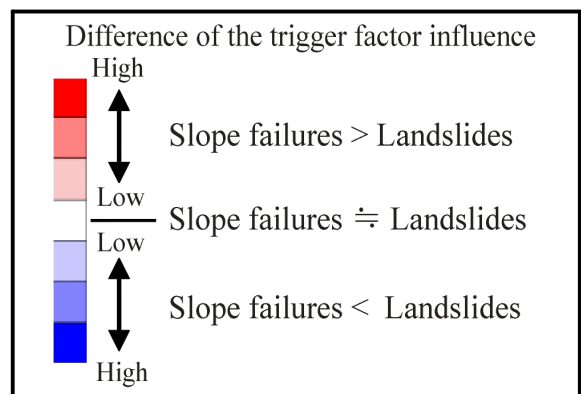 Difference of the trigger factor influence
High
Slope failures > Landslides
Low
Slope failures ≒ Landslides
Low
Slope failures < Landslides
High